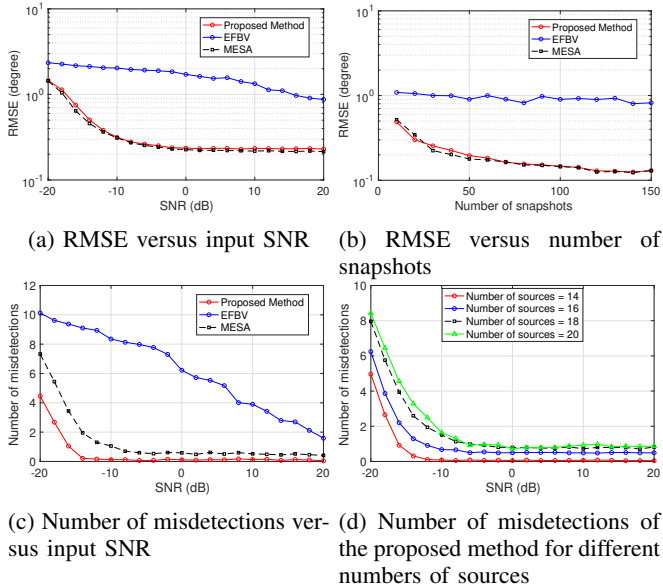 10¹
10⁰
10⁻¹
RMSE (degree)
-20 -10 0 10 20
SNR (dB)
Proposed Method
EFBV
MESA
(a) RMSE versus input SNR
10¹
10⁰
10⁻¹
RMSE (degree)
0 50 100 150
Number of snapshots
Proposed Method
EFBV
MESA
(b) RMSE versus number of
snapshots
12
10
8
6
4
2
0
Number of misdetections
-20 -10 0 10 20
SNR (dB)
Proposed Method
EFBV
MESA
(c) Number of misdetections ver-
sus input SNR
10
8
6
4
2
0
Number of misdetections
-20 -10 0 10 20
SNR (dB)
Number of sources = 14
Number of sources = 16
Number of sources = 18
Number of sources = 20
(d) Number of misdetections of
the proposed method for different
numbers of sources